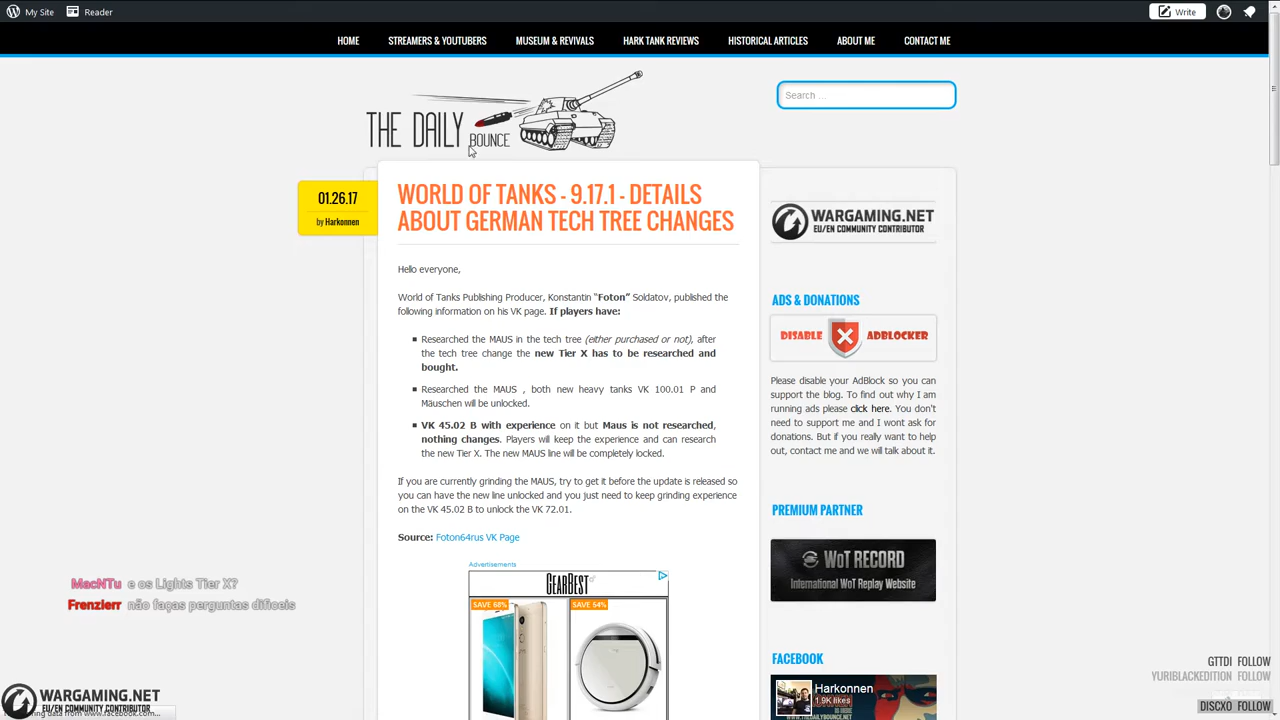 My Site Reader Write
HOME STREAMERS & YOUTUBERS MUSEUM & REVIVALS HARK TANK REVIEWS HISTORICAL ARTICLES ABOUT ME CONTACT ME
THE DAILY BOUNCE
Search ...
01.26.17
by Harkonnen
WORLD OF TANKS - 9.17.1 - DETAILS
ABOUT GERMAN TECH TREE CHANGES
Hello everyone,
World of Tanks Publishing Producer, Konstantin "Foton" Soldatov, published the
following information on his VK page. If players have:
Researched the MAUS in the tech tree (either purchased or not), after
the tech tree change the new Tier X has to be researched and
bought.
Researched the MAUS , both new heavy tanks VK 100.01 P and
Mäuschen will be unlocked.
VK 45.02 B with experience on it but Maus is not researched,
nothing changes. Players will keep the experience and can research
the new Tier X. The new MAUS line will be completely locked.
If you are currently grinding the MAUS, try to get it before the update is released so
you can have the new line unlocked and you just need to keep grinding experience
on the VK 45.02 B to unlock the VK 72.01.
Source: Foton64rus VK Page
Advertisements
GEARBEST
SAVE 60% SAVE 54%
WARGAMING.NET
EU/EN COMMUNITY CONTRIBUTOR
ADS & DONATIONS
DISABLE ADBLOCKER
Please disable your AdBlock so you can
support the blog. To find out why I am
running ads please click here. You don't
need to support me and I wont ask for
donations. But if you really want to help
out, contact me and we will talk about it.
PREMIUM PARTNER
WoT RECORD
International WoT Replay Website
FACEBOOK
Harkonnen
1.9K likes
MacNTu e os Lights Tier X?
Frenzlerr não faças perguntas dificeis
WARGAMING.NET
EU/EN COMMUNITY CONTRIBUTOR
data from www.facebook.com...
GTTDI FOLLOW
YURIBLACKEDITION FOLLOW
DISCXO FOLLOW